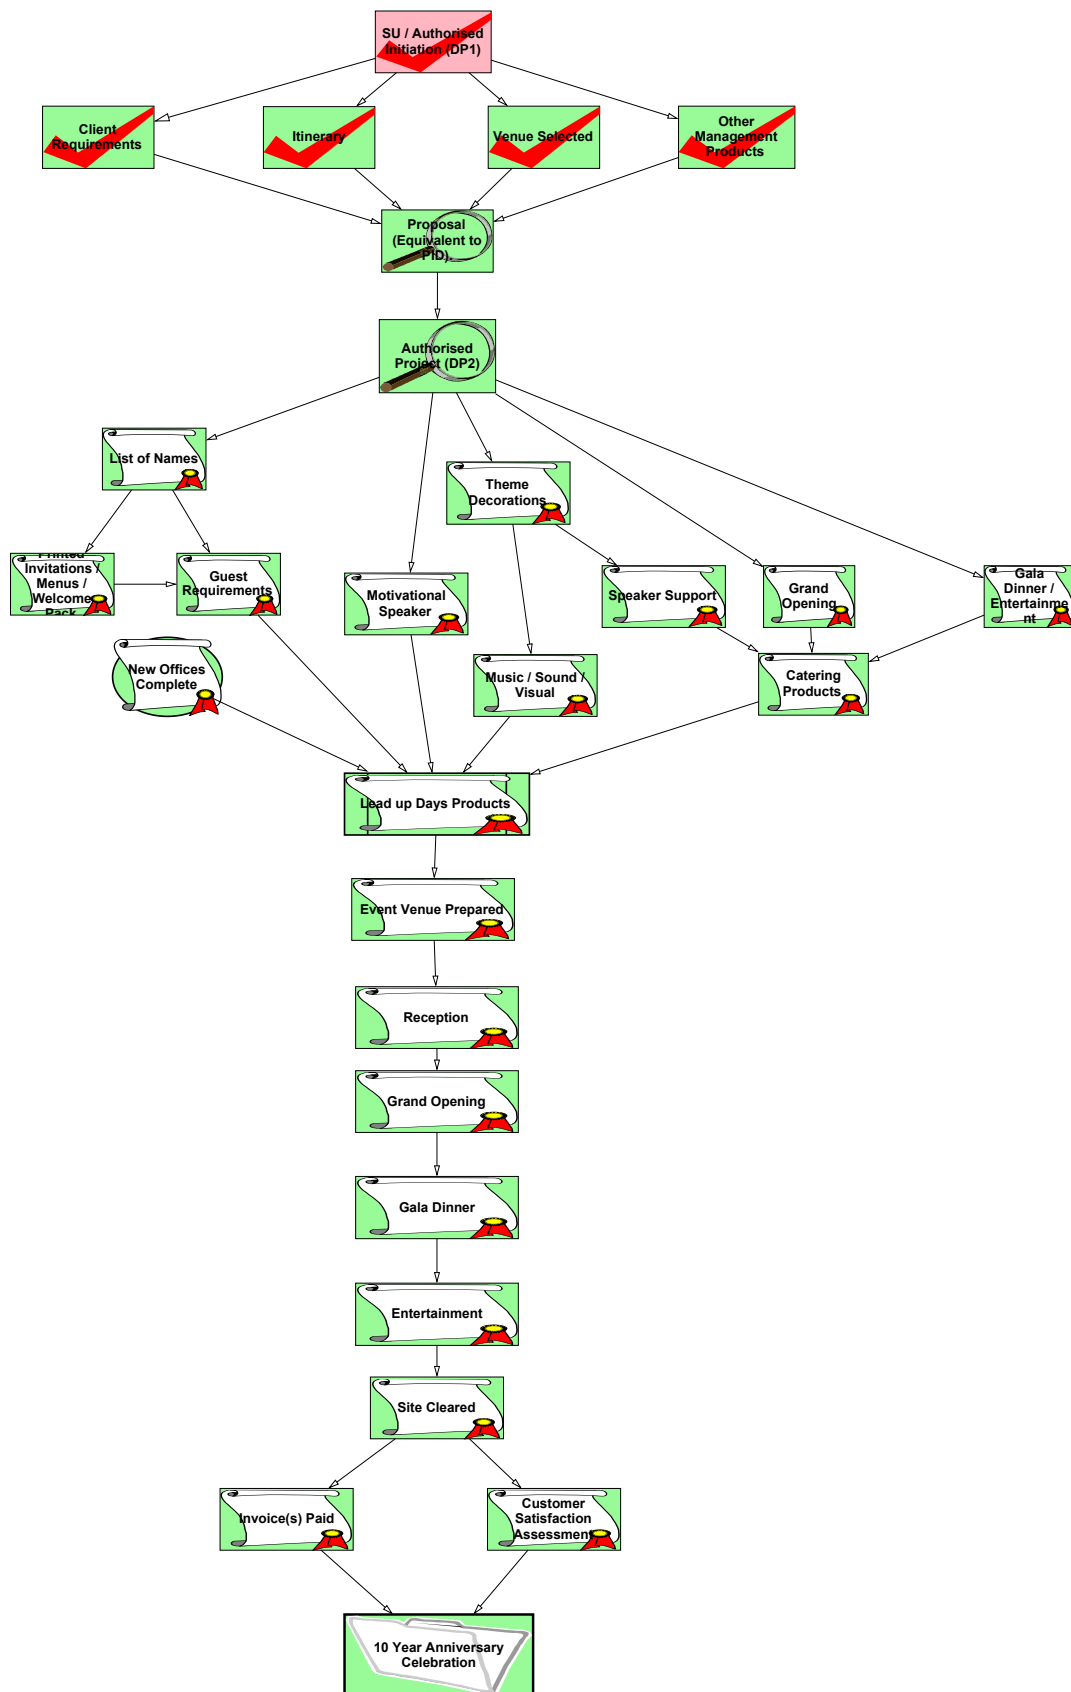 SU / Authorised
Initiation (DP1)
Client
Requirements
Itinerary
Venue Selected
Other
Management
Products
Proposal
(Equivalent to
PID)
Authorised
Project (DP2)
List of Names
Theme
Decorations
Printed
Invitations /
Menus /
Welcome
Pack
Guest
Requirements
Motivational
Speaker
Speaker Support
Grand
Opening
Gala
Dinner /
Entertainme
nt
New Offices
Complete
Music / Sound /
Visual
Catering
Products
Lead up Days Products
Event Venue Prepared
Reception
Grand Opening
Gala Dinner
Entertainment
Site Cleared
Invoice(s) Paid
Customer
Satisfaction
Assessment
10 Year Anniversary
Celebration